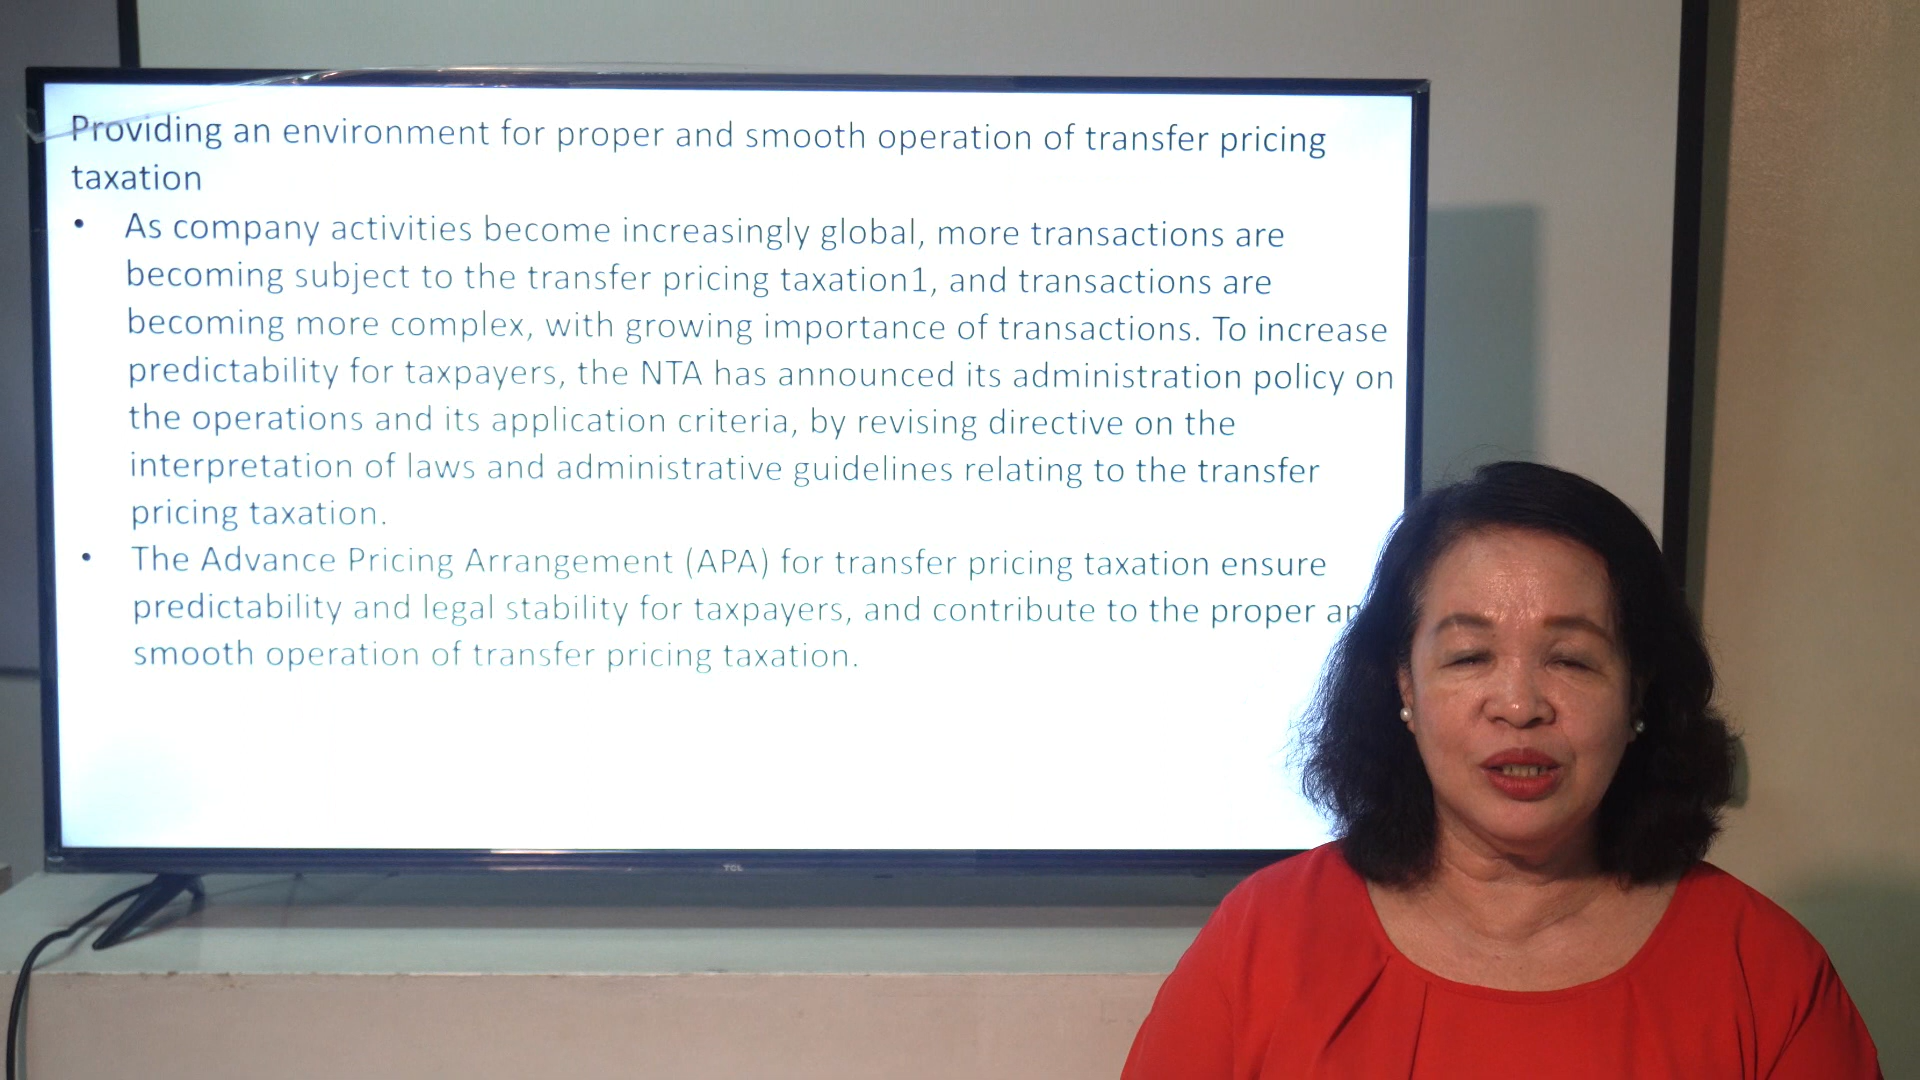 Providing an environment for proper and smooth operation of transfer pricing
taxation
• As company activities become increasingly global, more transactions are
becoming subject to the transfer pricing taxation1, and transactions are
becoming more complex, with growing importance of transactions. To increase
predictability for taxpayers, the NTA has announced its administration policy on
the operations and its application criteria, by revising directive on the
interpretation of laws and administrative guidelines relating to the transfer
pricing taxation.
• The Advance Pricing Arrangement (APA) for transfer pricing taxation ensure
predictability and legal stability for taxpayers, and contribute to the proper an
smooth operation of transfer pricing taxation.
TCL